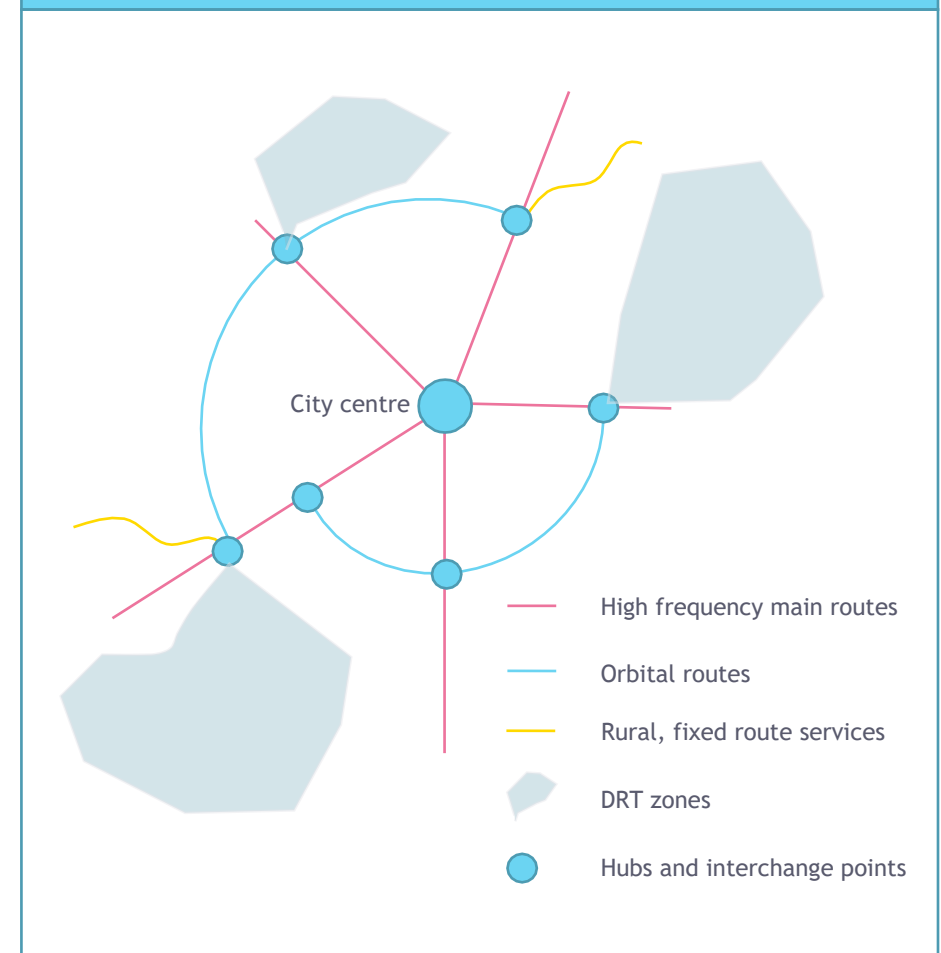 City centre
High frequency main routes
Orbital routes
Rural, fixed route services
DRT zones
Hubs and interchange points